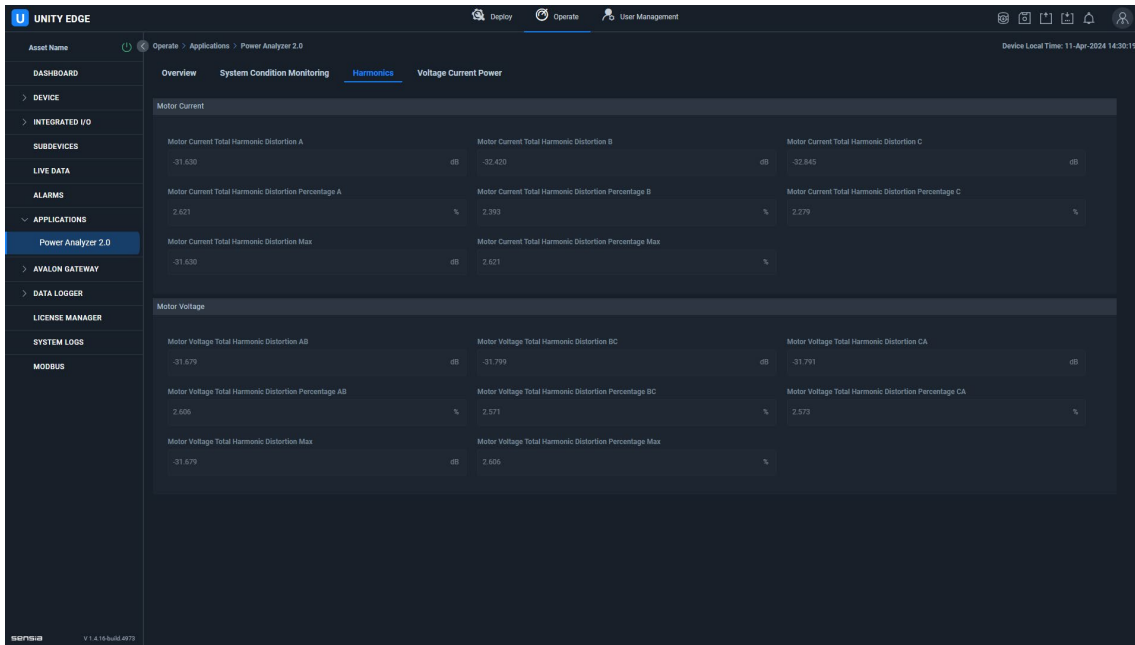 U UNITY EDGE
Deploy Operate User Management
Asset Name
Operate > Applications > Power Analyzer 2.0
Device Local Time: 11-Apr-2024 14:30:19
DASHBOARD
DEVICE
INTEGRATED I/O
SUBDEVICES
LIVE DATA
ALARMS
APPLICATIONS
Power Analyzer 2.0
AVALON GATEWAY
DATA LOGGER
LICENSE MANAGER
SYSTEM LOGS
MODBUS
Overview System Condition Monitoring Harmonics Voltage Current Power
Motor Current
Motor Current Total Harmonic Distortion A Motor Current Total Harmonic Distortion B Motor Current Total Harmonic Distortion C
-31.630 dB -32.420 dB -32.845 dB
Motor Current Total Harmonic Distortion Percentage A Motor Current Total Harmonic Distortion Percentage B Motor Current Total Harmonic Distortion Percentage C
2.621 % 2.393 % 2.279 %
Motor Current Total Harmonic Distortion Max Motor Current Total Harmonic Distortion Percentage Max
-31.630 dB 2.621 %
Motor Voltage
Motor Voltage Total Harmonic Distortion AB Motor Voltage Total Harmonic Distortion BC Motor Voltage Total Harmonic Distortion CA
-31.679 dB -31.799 dB -31.791 dB
Motor Voltage Total Harmonic Distortion Percentage AB Motor Voltage Total Harmonic Distortion Percentage BC Motor Voltage Total Harmonic Distortion Percentage CA
2.606 % 2.571 % 2.573 %
Motor Voltage Total Harmonic Distortion Max Motor Voltage Total Harmonic Distortion Percentage Max
-31.679 dB 2.606 %
sensia V 1.4.16-build.4973